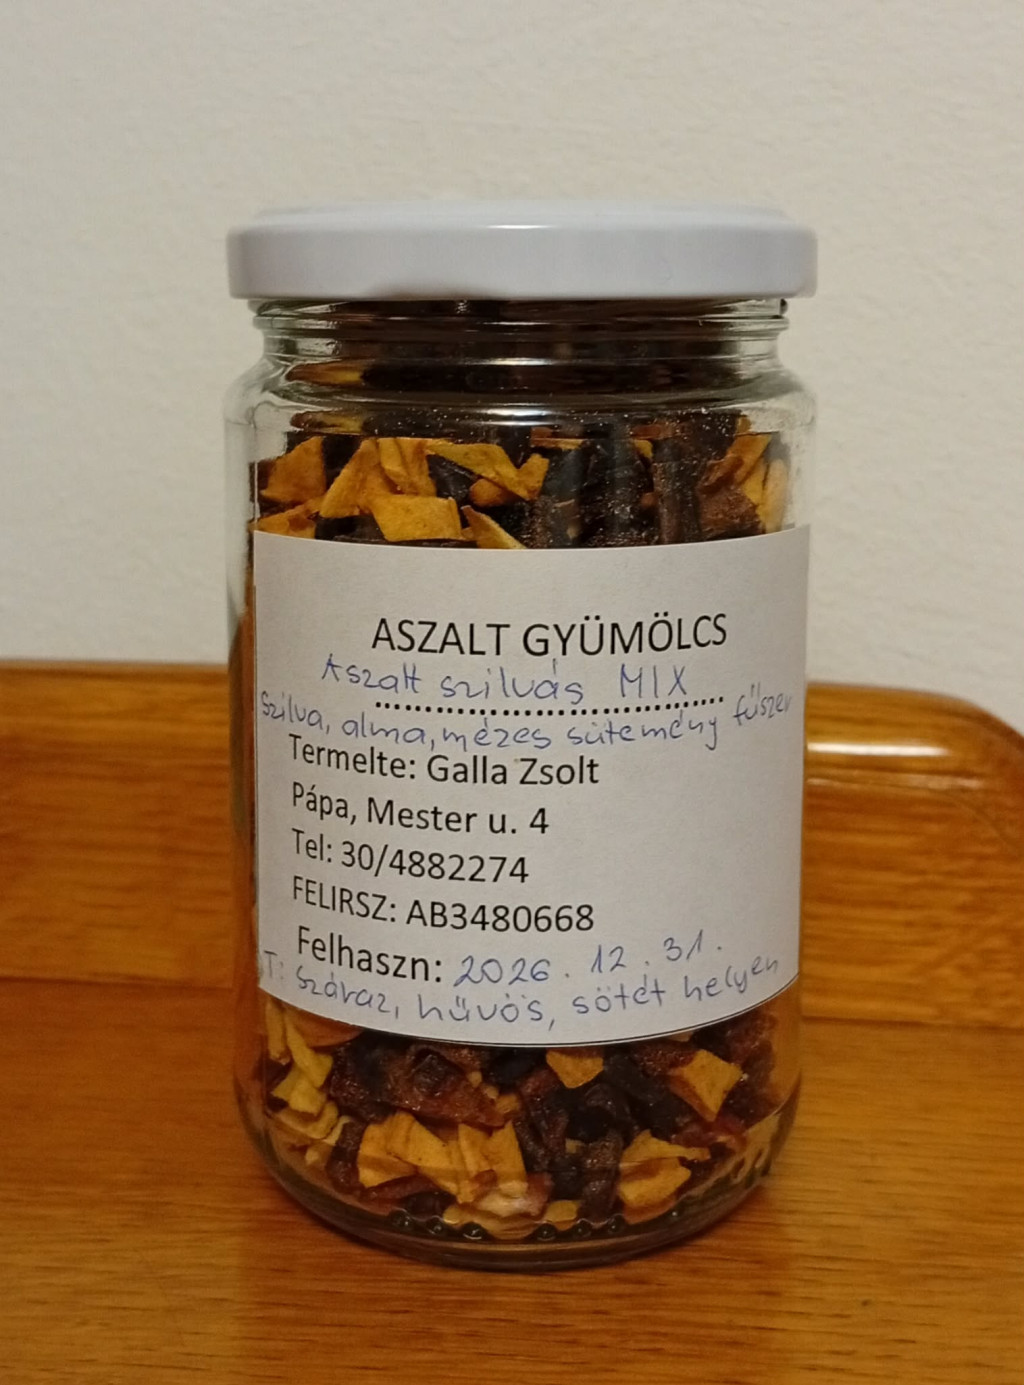 ASZALT GYÜMÖLCS
Aszalt szilvás MIX
szilva, alma, mézes sütemény fűszer
Termelte: Galla Zsolt
Pápa, Mester u. 4
Tel: 30/4882274
FELIRSZ: AB3480668
Felhaszn: 2026. 12. 31.
T: száraz, hűvös, sötét helyen